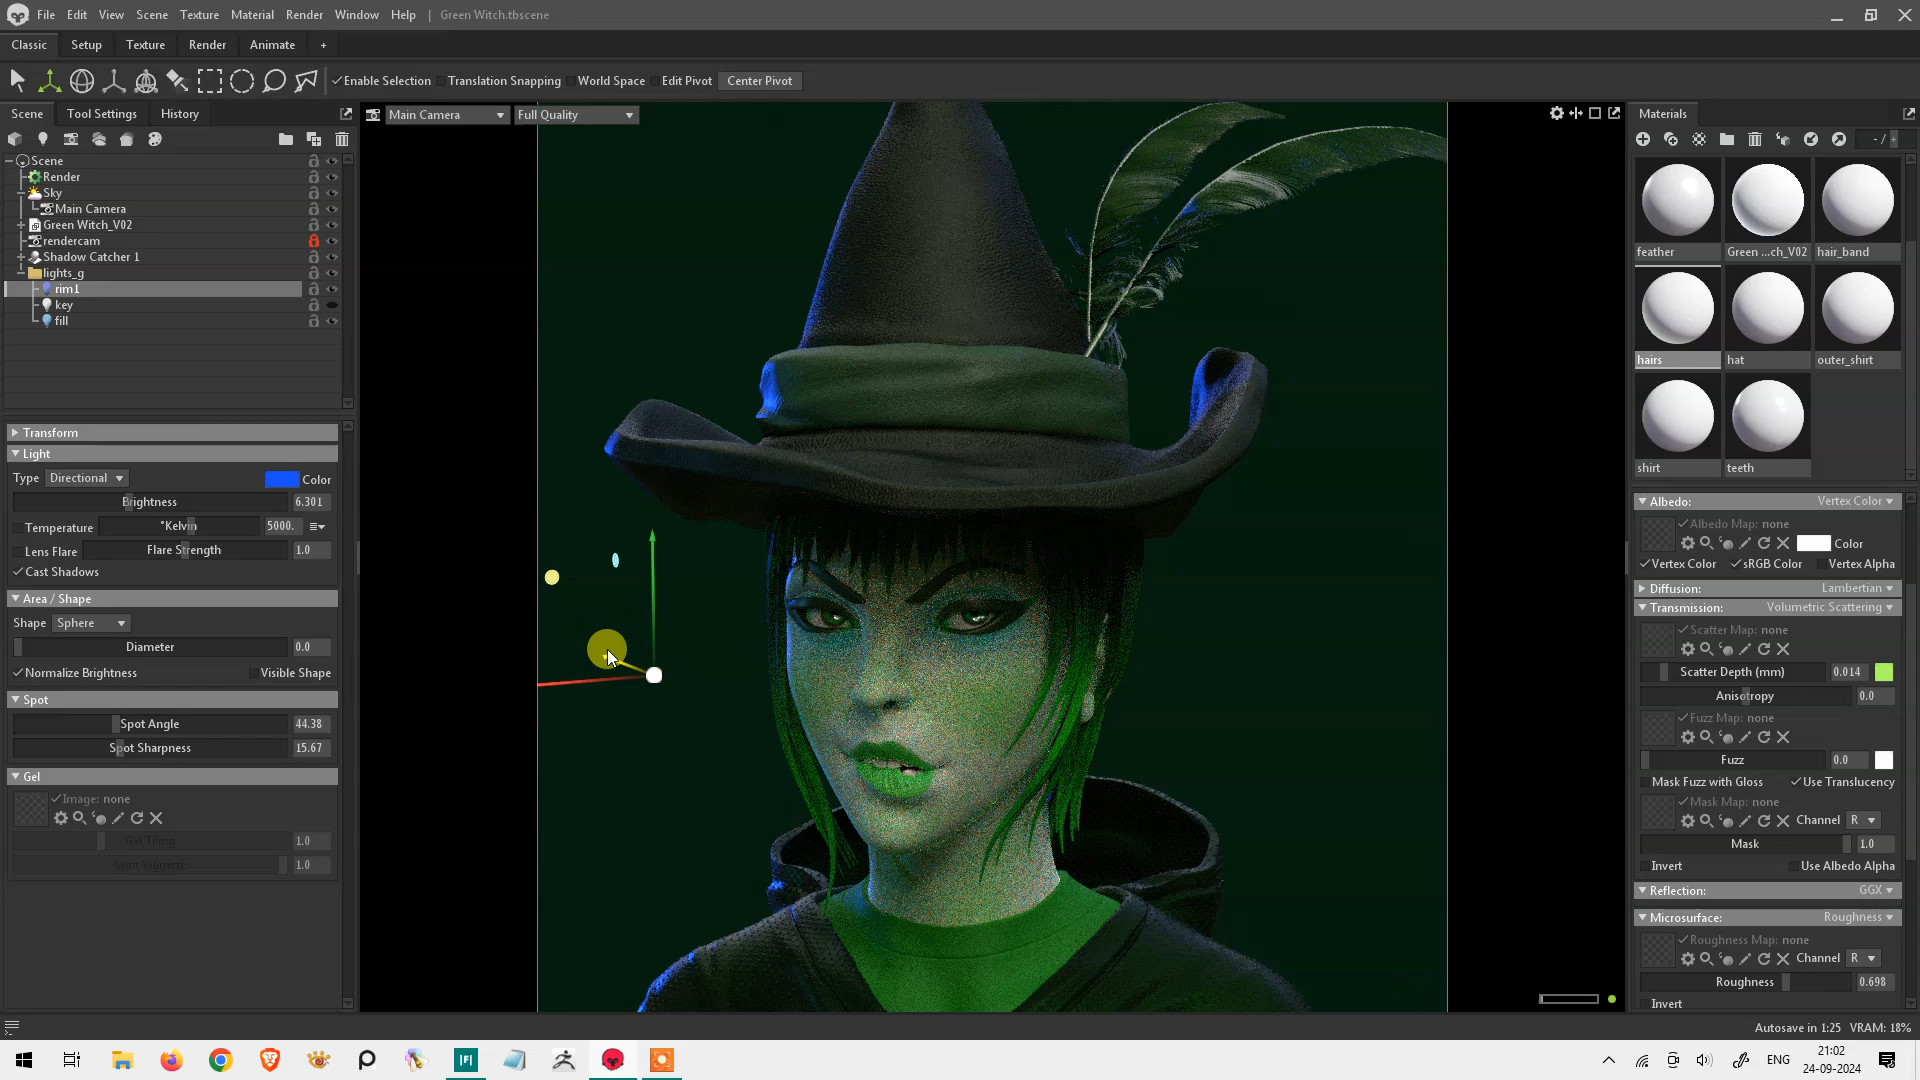 File Edit View Scene Texture Material Render Window Help | Green Witch.tbscene
Classic Setup Texture Render Animate +
Enable Selection Translation Snapping World Space Edit Pivot Center Pivot
Scene Tool Settings History
Main Camera Full Quality
Materials
- /
Scene
Render
Sky
Main Camera
Green Witch_V02
rendercam
Shadow Catcher 1
lights_g
rim1
key
fill
Transform
Light
Type Directional Color
Brightness 6.301
Temperature °Kelvin 5000.
Lens Flare Flare Strength 1.0
Cast Shadows
Area / Shape
Shape Sphere
Diameter 0.0
Normalize Brightness Visible Shape
Spot
Spot Angle 44.38
Spot Sharpness 15.67
Gel
Image: none
Gel Tiling 1.0
Spot Vignette 1.0
feather Green ...ch_V02 hair_band
hairs hat outer_shirt
shirt teeth
Albedo: Vertex Color
Albedo Map: none
Color
Vertex Color sRGB Color Vertex Alpha
Diffusion: Lambertian
Transmission: Volumetric Scattering
Scatter Map: none
Scatter Depth (mm) 0.014
Anisotropy 0.0
Fuzz Map: none
Fuzz 0.0
Mask Fuzz with Gloss Use Translucency
Mask Map: none
Channel R
Mask 1.0
Invert Use Albedo Alpha
Reflection: GGX
Microsurface: Roughness
Roughness Map: none
Channel R
Roughness 0.698
Invert
Autosave in 1:25 VRAM: 18%
ENG
21:02
24-09-2024